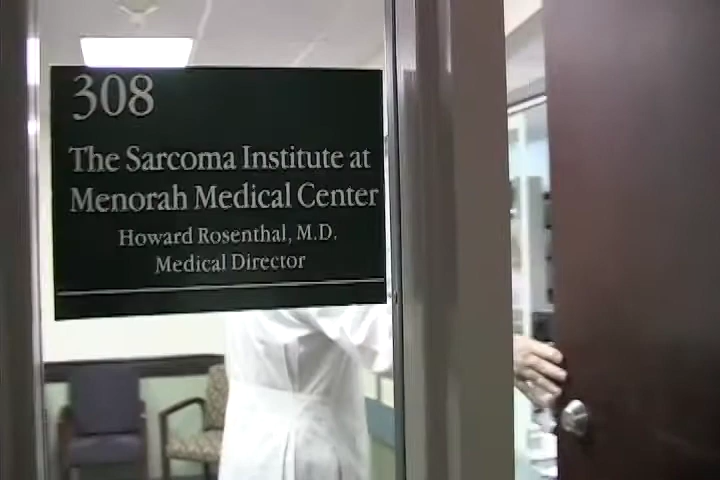 308
The Sarcoma Institute at
Menorah Medical Center
Howard Rosenthal, M.D.
Medical Director